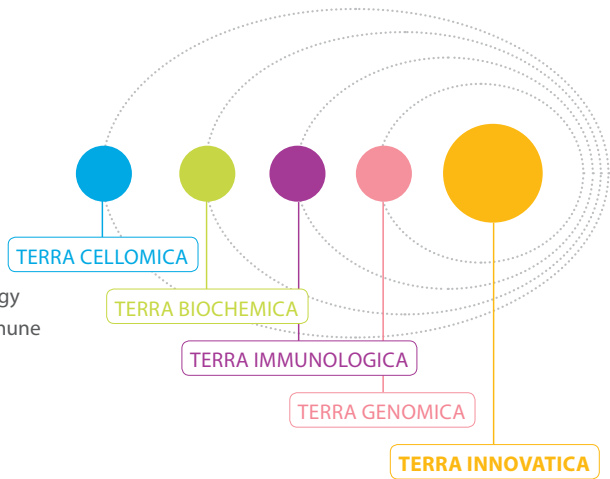 TERRA CELLOMICA
TERRA BIOCHEMICA
TERRA IMMUNOLOGICA
TERRA GENOMICA
TERRA INNOVATICA